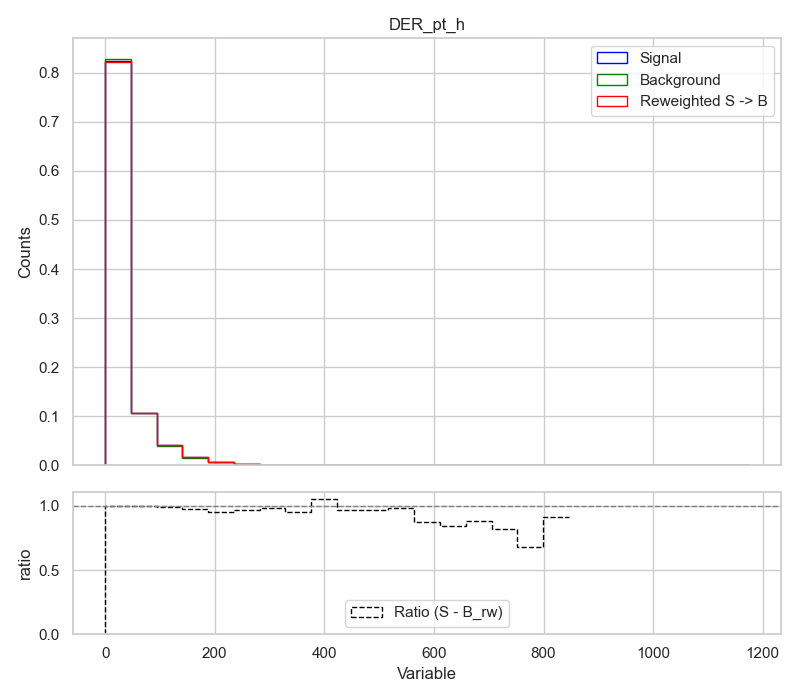 DER_pt_h
Signal
Background
Reweighted S -> B
0.8
0.7
0.6
0.5
0.4
0.3
0.2
0.1
0.0
Counts
1.0
0.5
0.0
ratio
Ratio (S - B_rw)
0
200
400
600
800
1000
1200
Variable